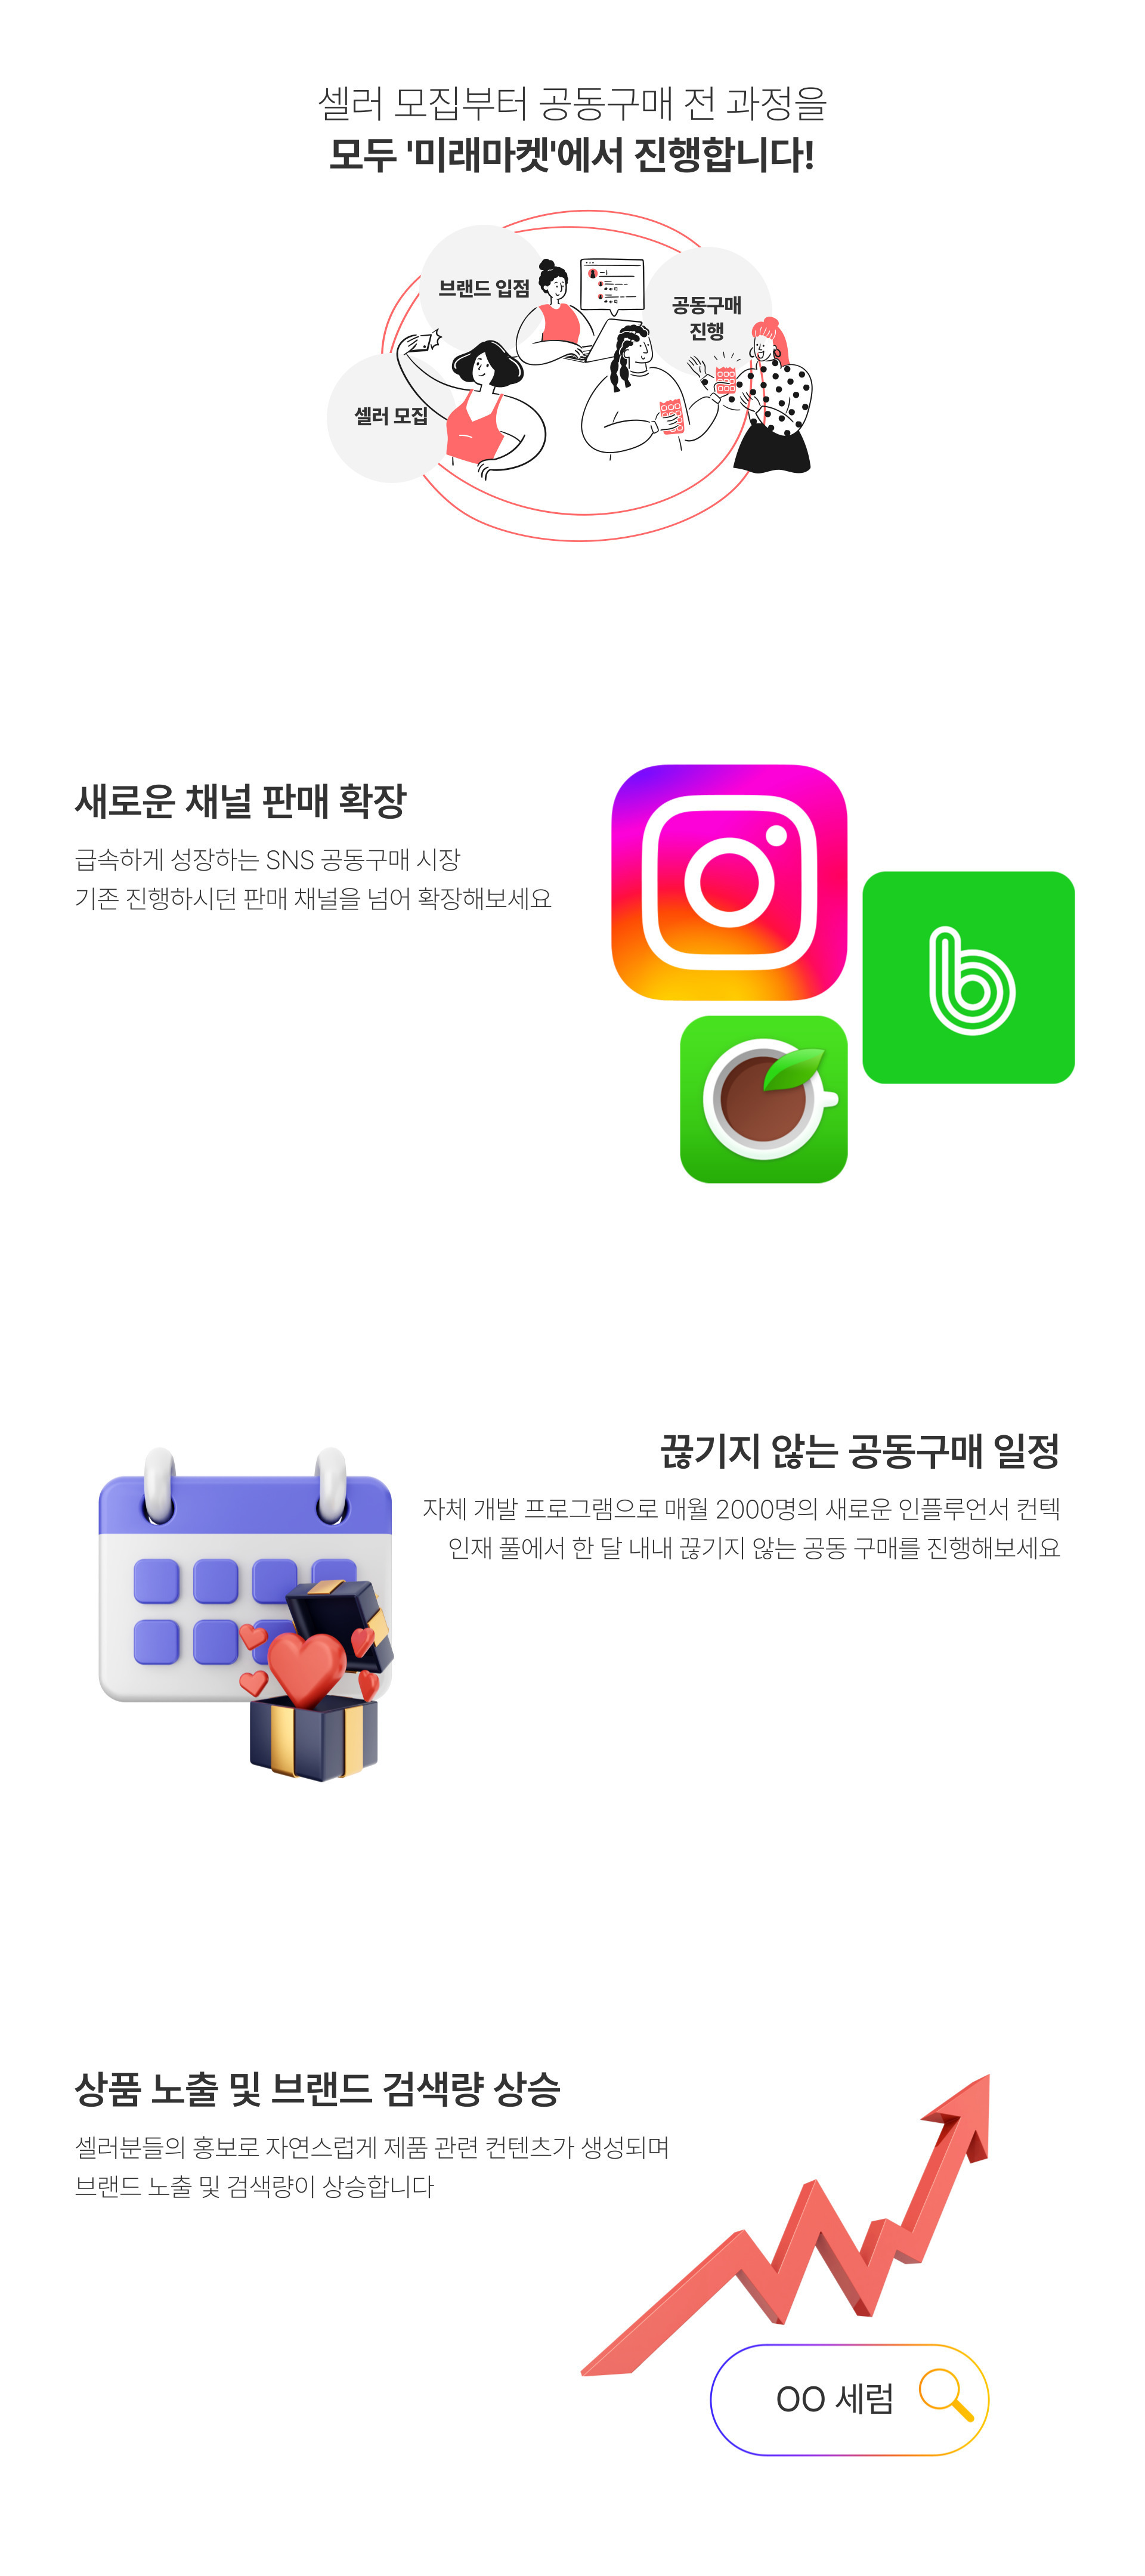 셀러 모집부터 공동구매 전 과정을
모두 '미래마켓'에서 진행합니다!
브랜드 입점
공동구매
진행
셀러 모집
새로운 채널 판매 확장
급속하게 성장하는 SNS 공동구매 시장
기존 진행하시던 판매 채널을 넘어 확장해보세요
끊기지 않는 공동구매 일정
자체 개발 프로그램으로 매월 2000명의 새로운 인플루언서 컨텍
인재 풀에서 한 달 내내 끊기지 않는 공동 구매를 진행해보세요
상품 노출 및 브랜드 검색량 상승
셀러분들의 홍보로 자연스럽게 제품 관련 컨텐츠가 생성되며
브랜드 노출 및 검색량이 상승합니다
OO 세럼